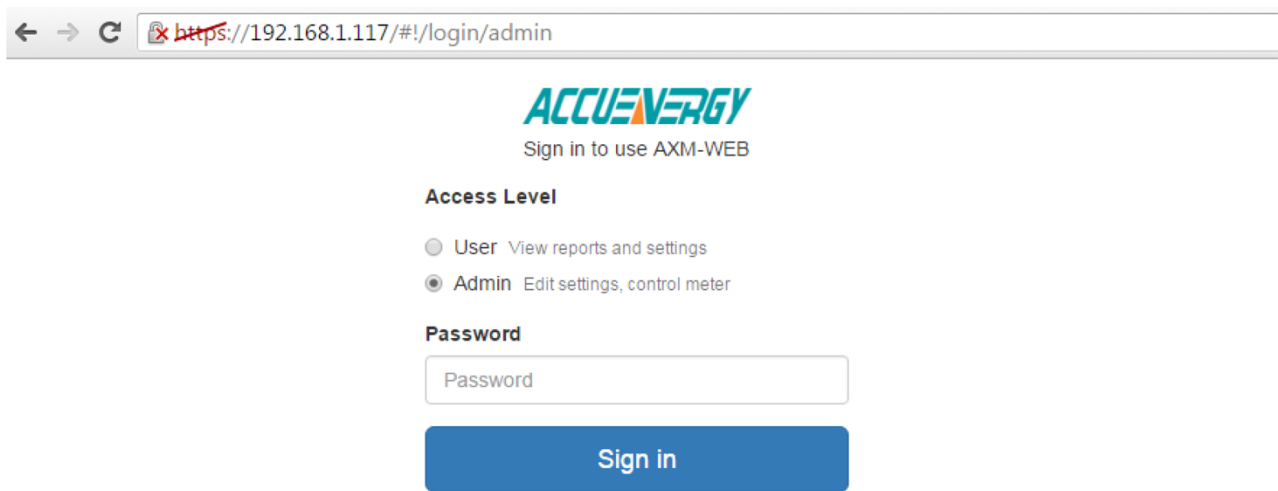 https://192.168.1.117/#!/login/admin
ACCUENERGY
Sign in to use AXM-WEB
Access Level
User View reports and settings
Admin Edit settings, control meter
Password
Password
Sign in